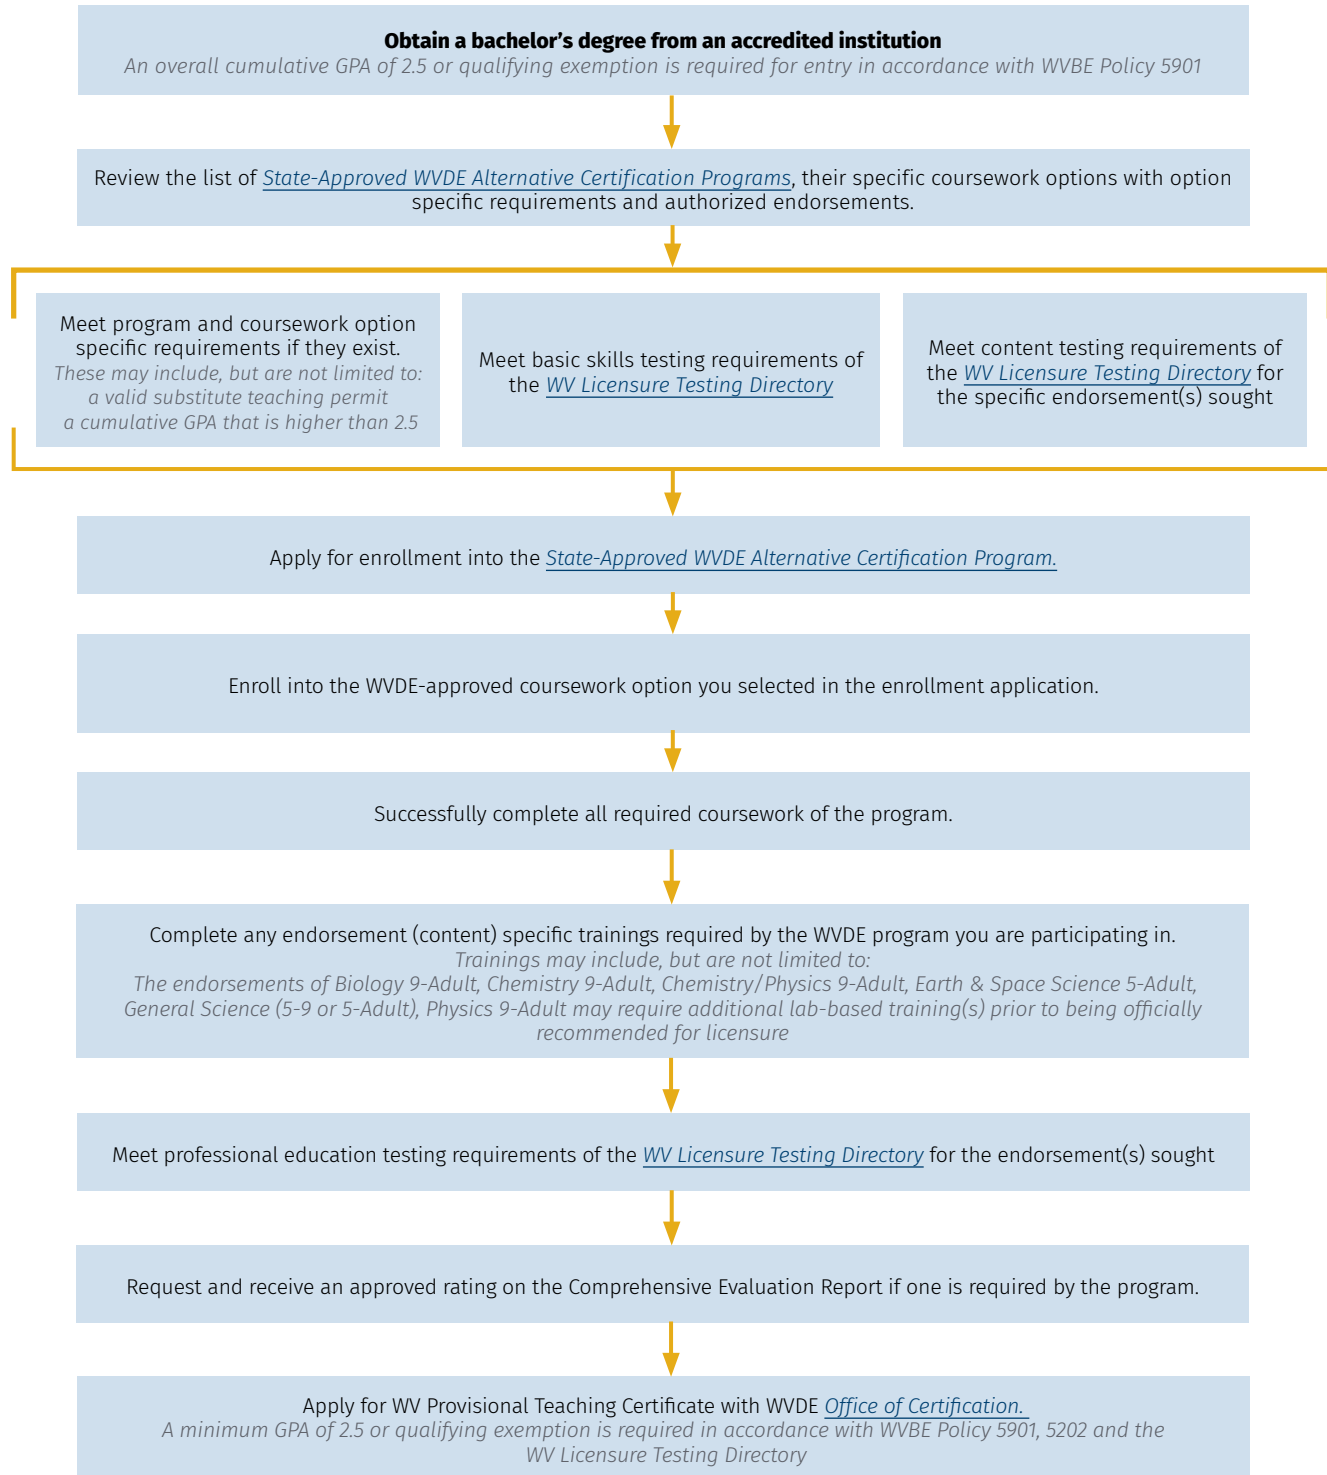 Obtain a bachelor's degree from an accredited institution
An overall cumulative GPA of 2.5 or qualifying exemption is required for entry in accordance with WVBE Policy 5901
Review the list of State-Approved WVDE Alternative Certification Programs, their specific coursework options with option
specific requirements and authorized endorsements.
Meet program and coursework option
specific requirements if they exist.
These may include, but are not limited to:
a valid substitute teaching permit
a cumulative GPA that is higher than 2.5
Meet basic skills testing requirements of
the WV Licensure Testing Directory
Meet content testing requirements of
the WV Licensure Testing Directory for
the specific endorsement(s) sought
Apply for enrollment into the State-Approved WVDE Alternative Certification Program.
Enroll into the WVDE-approved coursework option you selected in the enrollment application.
Successfully complete all required coursework of the program.
Complete any endorsement (content) specific trainings required by the WVDE program you are participating in.
Trainings may include, but are not limited to:
The endorsements of Biology 9-Adult, Chemistry 9-Adult, Chemistry/Physics 9-Adult, Earth & Space Science 5-Adult,
General Science (5-9 or 5-Adult), Physics 9-Adult may require additional lab-based training(s) prior to being officially
recommended for licensure
Meet professional education testing requirements of the WV Licensure Testing Directory for the endorsement(s) sought
Request and receive an approved rating on the Comprehensive Evaluation Report if one is required by the program.
Apply for WV Provisional Teaching Certificate with WVDE Office of Certification.
A minimum GPA of 2.5 or qualifying exemption is required in accordance with WVBE Policy 5901, 5202 and the
WV Licensure Testing Directory